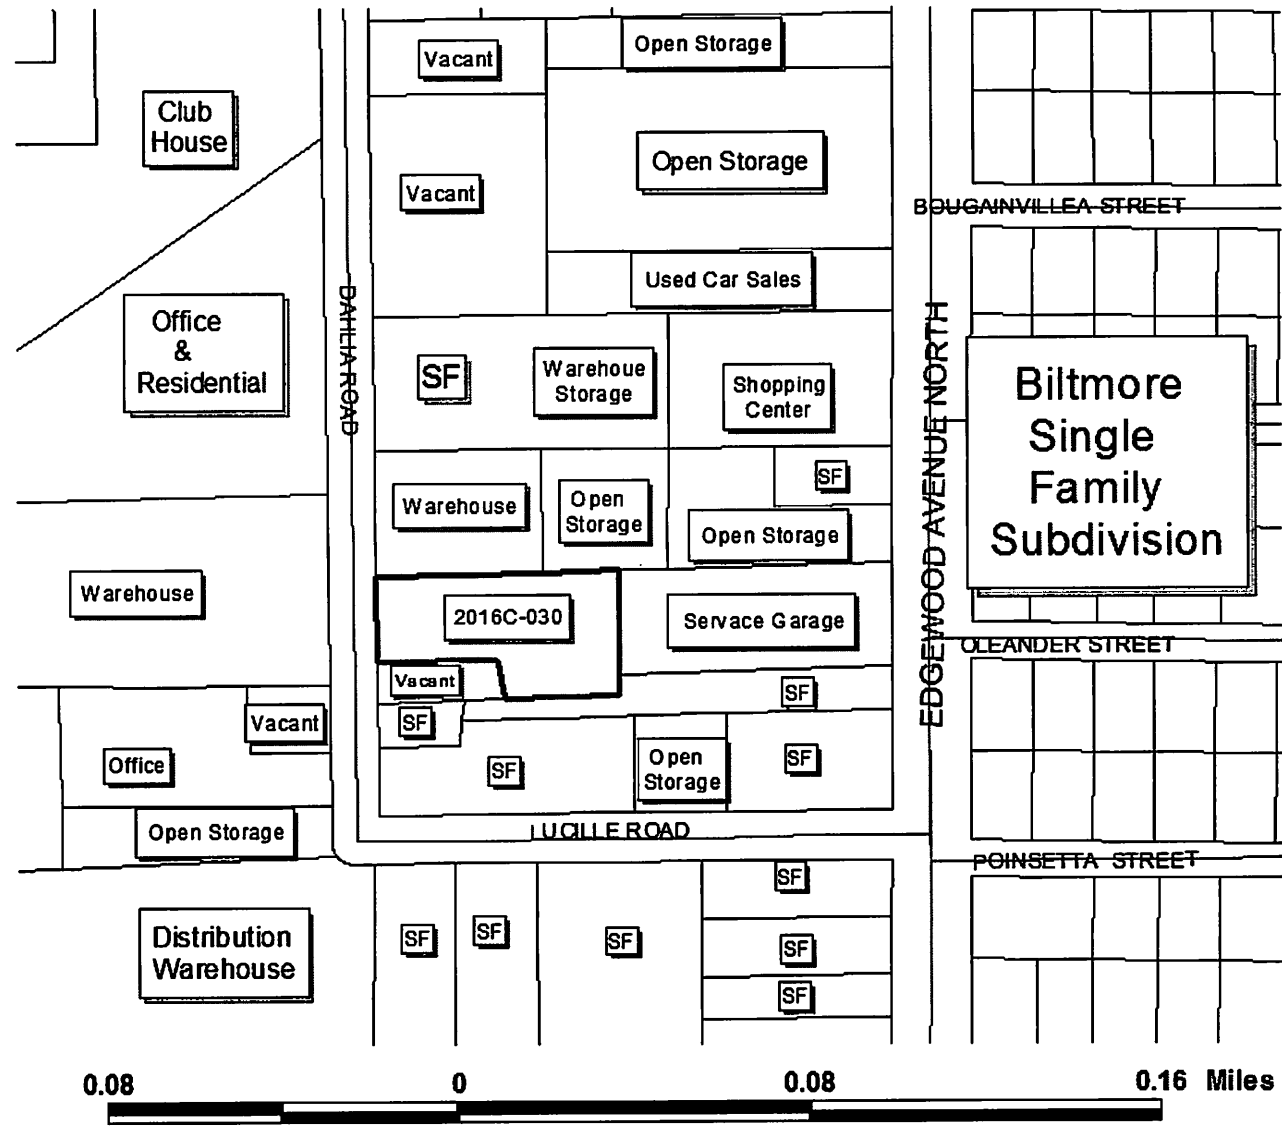 Vacant
Open Storage
Club
House
Open Storage
Vacant
BOUGAINVILLEA STREET
Used Car Sales
Office
&
Residential
DAHLIA ROAD
SF
Warehoue
Storage
Shopping
Center
EDGEWOOD AVENUE NORTH
Biltmore
Single
Family
Subdivision
SF
Warehouse
Open
Storage
Open Storage
Warehouse
2016C-030
Servace Garage
OLEANDER STREET
Vacant
SF
Vacant
SF
Office
SF
Open
Storage
SF
Open Storage
LUCILLE ROAD
POINSETTA STREET
SF
Distribution
Warehouse
SF
SF
SF
SF
SF
0.08 0 0.08 0.16 Miles